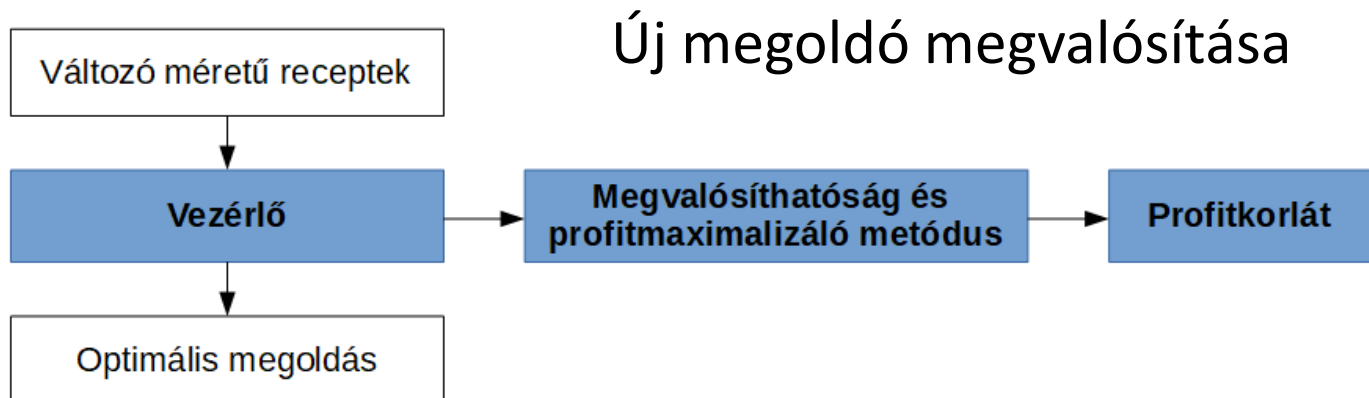 Új megoldó megvalósítása
Változó méretű receptek
Vezérlő
Megvalósíthatóság és
profitmaximalizáló metódus
Profitkorlát
Optimális megoldás